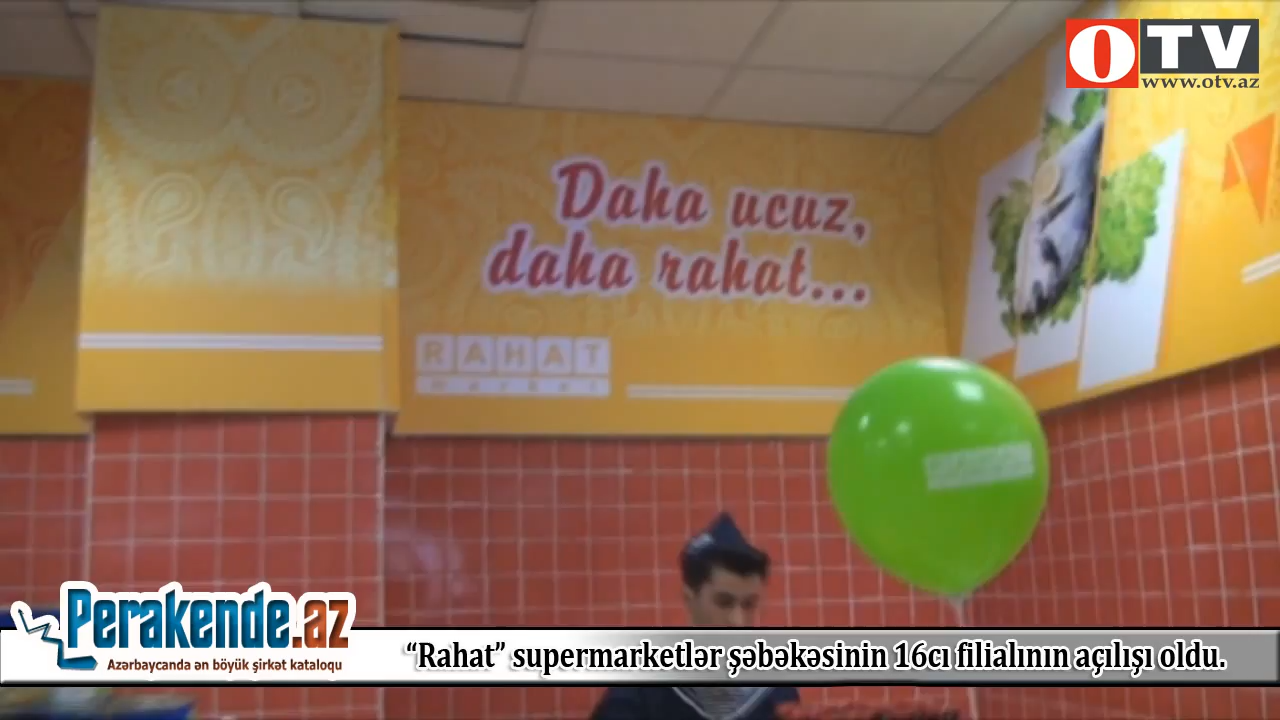 OTV
www.otv.az
Daha ucuz,
daha rahat...
RAHAT
market
Perakende.az
Azərbaycanda ən böyük şirkət kataloqu
“Rahat” supermarketlər şəbəkəsinin 16cı filialının açılışı oldu.